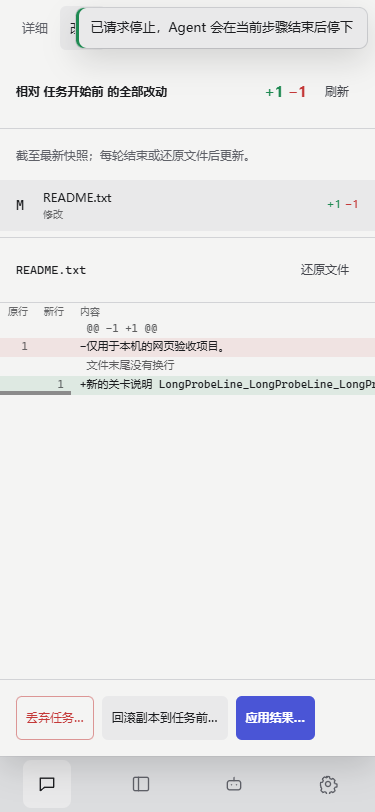 详细
已请求停止，Agent 会在当前步骤结束后停下
相对 任务开始前 的全部改动 +1 −1 刷新
截至最新快照；每轮结束或还原文件后更新。
M README.txt +1 −1
修改
README.txt 还原文件
原行 新行 内容
@@ -1 +1 @@
1 -仅用于本机的网页验收项目。
文件末尾没有换行
1 +新的关卡说明 LongProbeLine_LongProbeLine_LongPr
丢弃任务… 回滚副本到任务前… 应用结果…